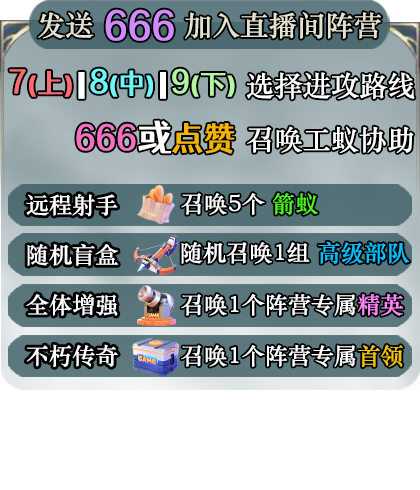 发送 666 加入直播间阵营
7(上)|8(中)|9(下) 选择进攻路线
666或点赞 召唤工蚁协助
远程射手 召唤5个 箭蚁
随机盲盒 随机召唤1组 高级部队
全体增强 GAME 召唤1个阵营专属精英
不朽传奇 GAME 召唤1个阵营专属首领